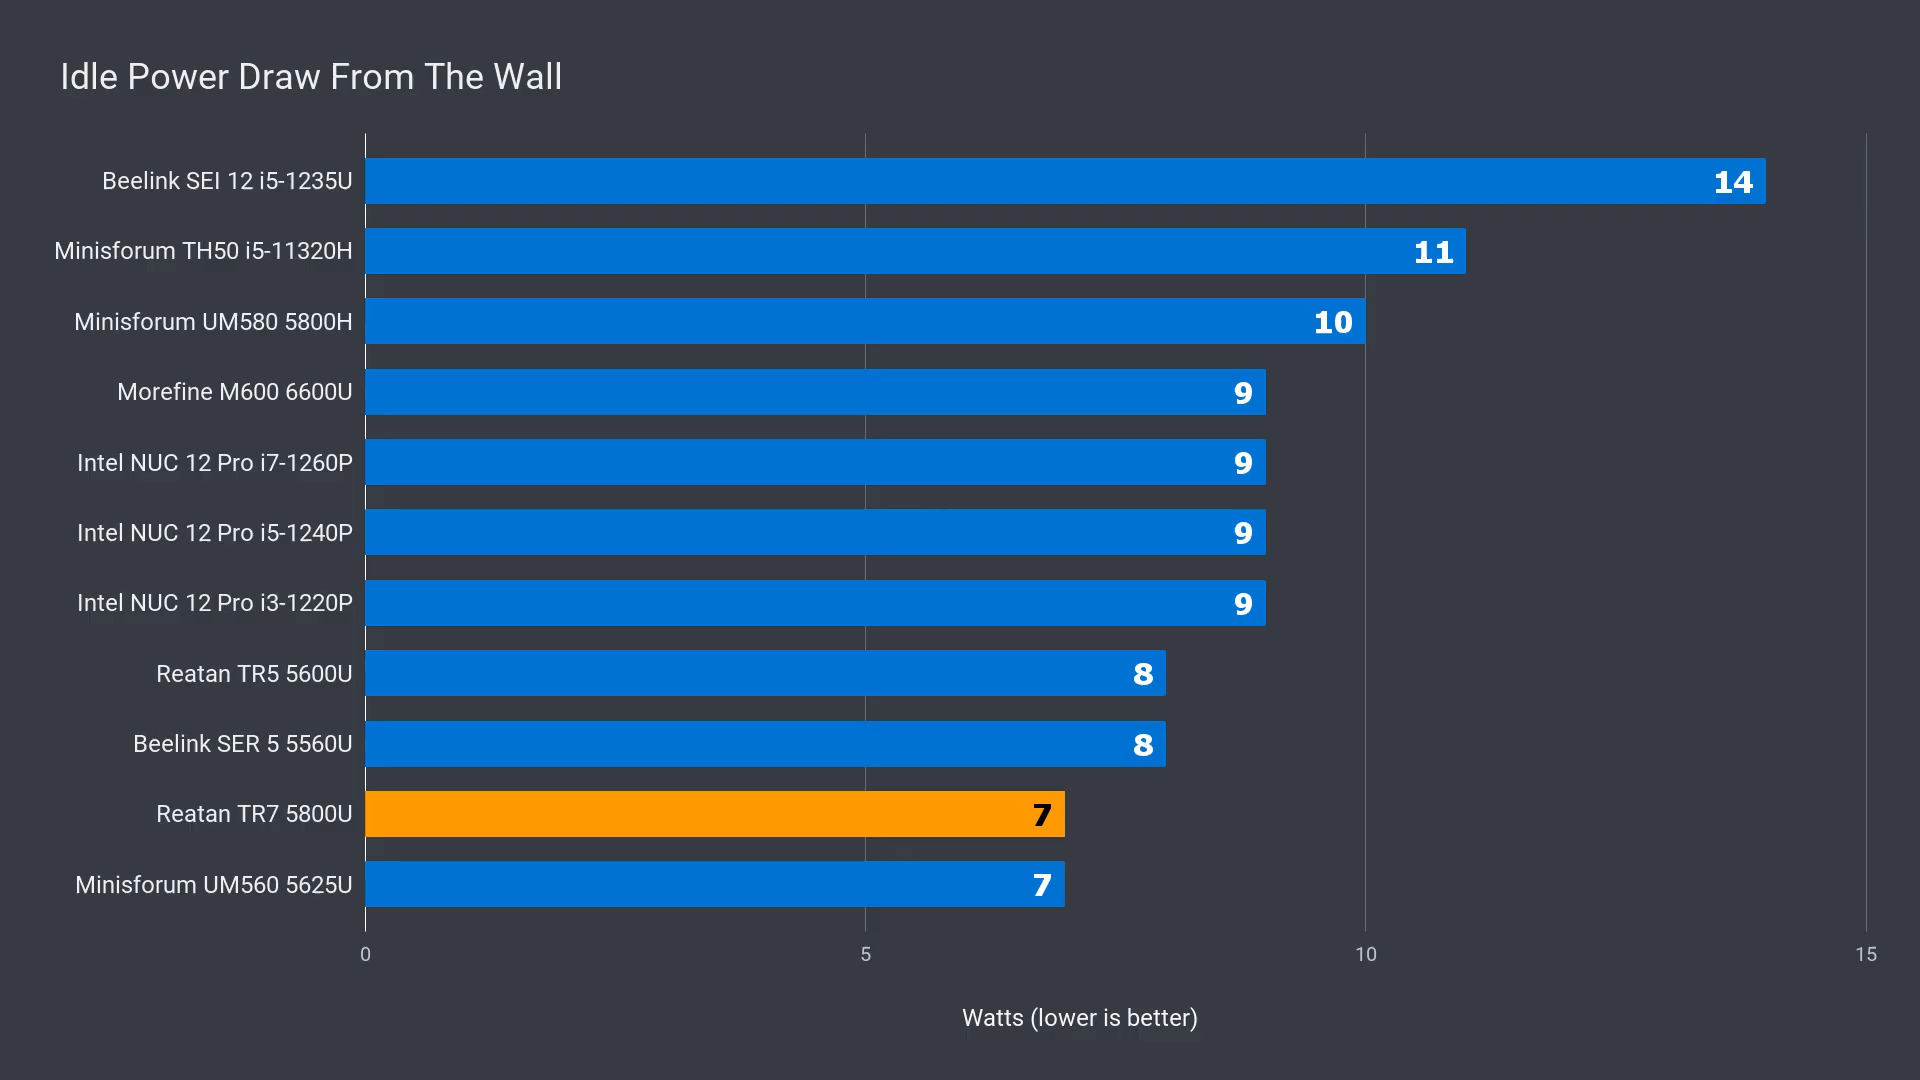 Idle Power Draw From The Wall
Beelink SEI 12 i5-1235U 14
Minisforum TH50 i5-11320H 11
Minisforum UM580 5800H 10
Morefine M600 6600U 9
Intel NUC 12 Pro i7-1260P 9
Intel NUC 12 Pro i5-1240P 9
Intel NUC 12 Pro i3-1220P 9
Reatan TR5 5600U 8
Beelink SER 5 5560U 8
Reatan TR7 5800U 7
Minisforum UM560 5625U 7
0 5 10 15
Watts (lower is better)